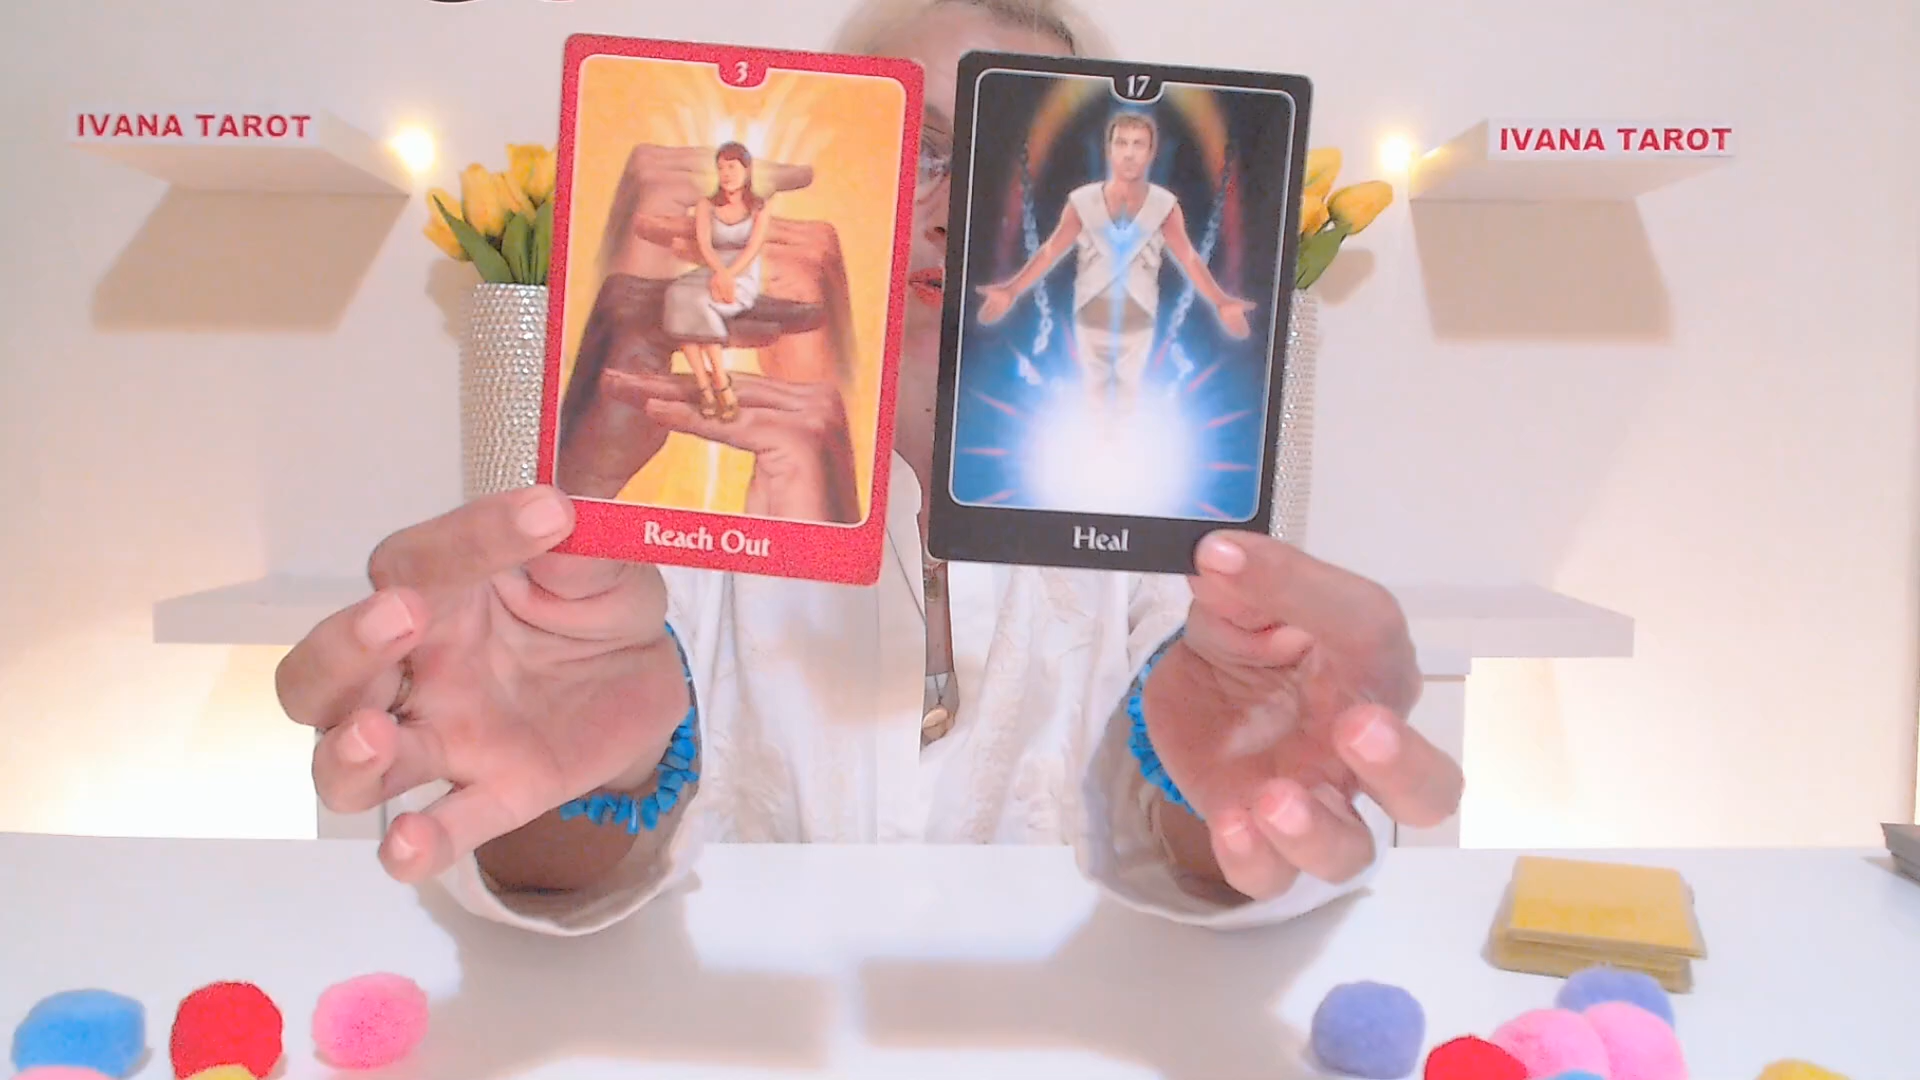 IVANA TAROT
3
Reach Out
17
Heal
IVANA TAROT